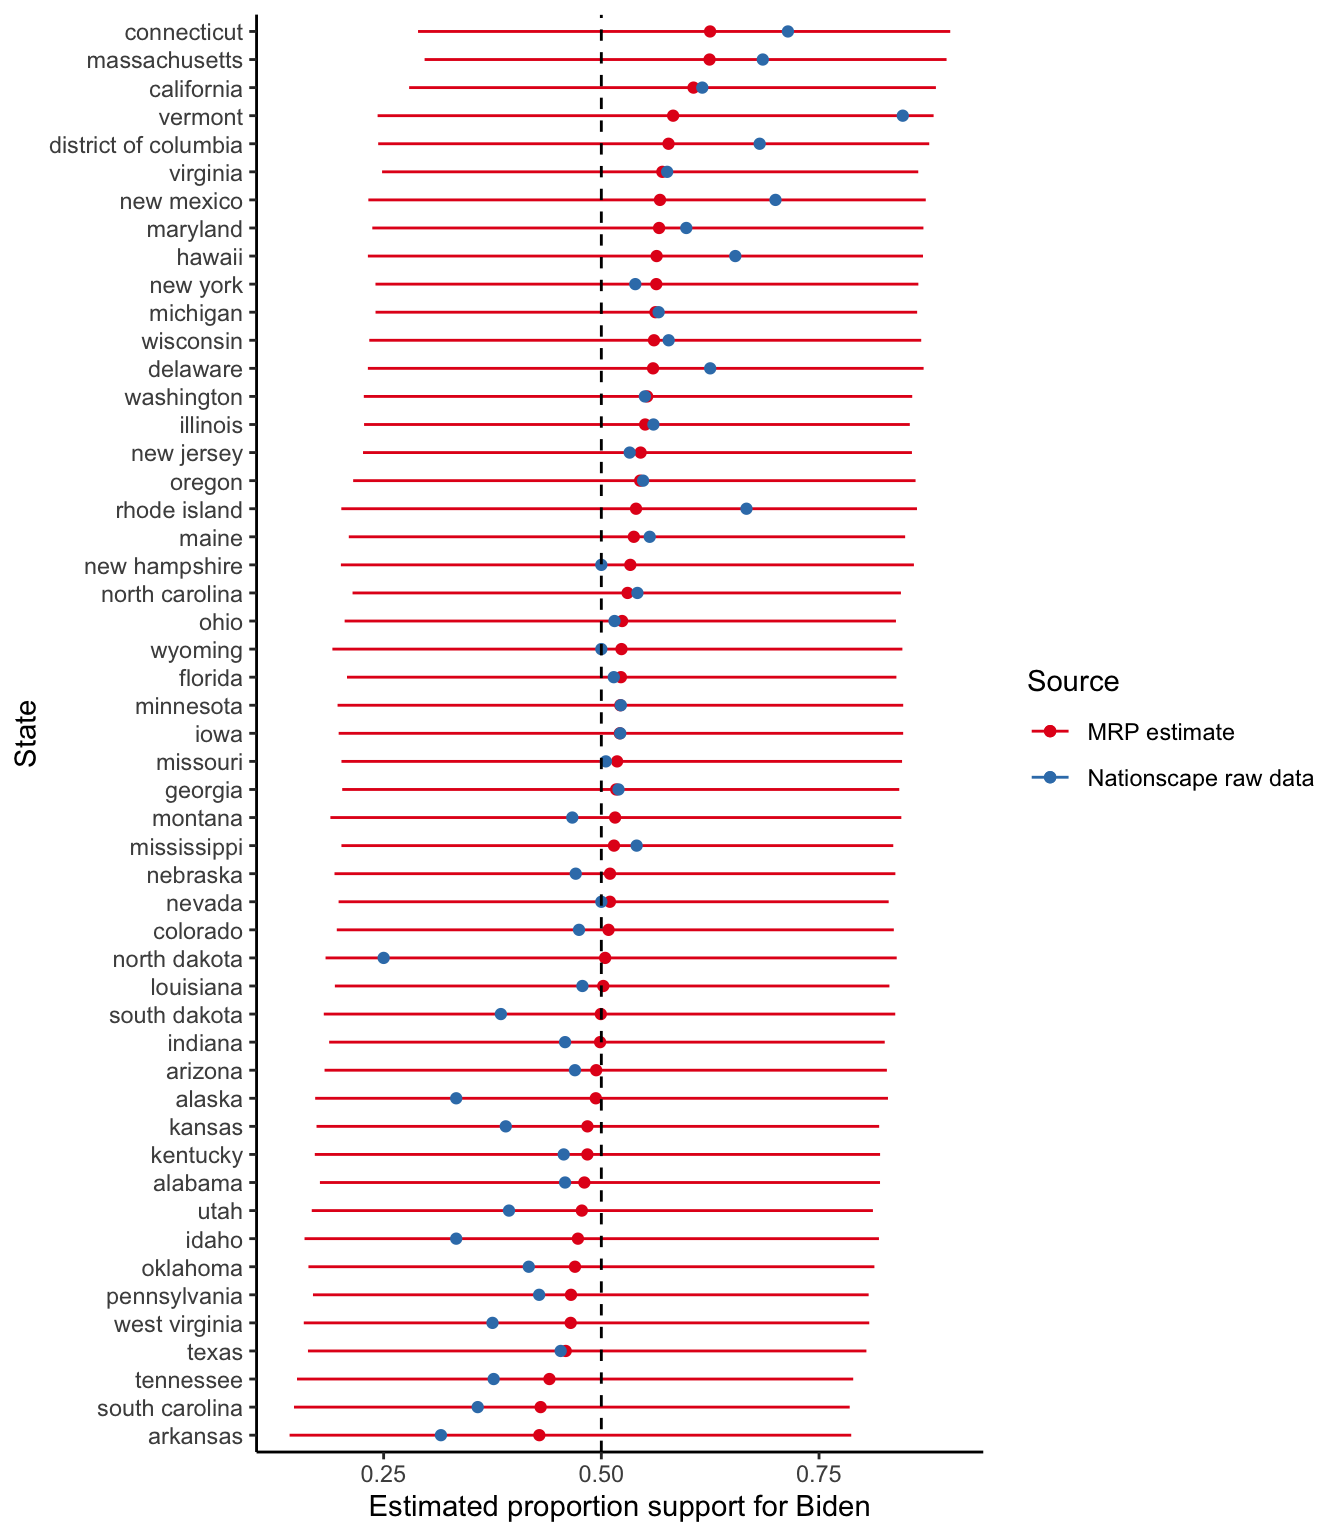 connecticut
massachusetts
california
vermont
district of columbia
virginia
new mexico
maryland
hawaii
new york
michigan
wisconsin
delaware
washington
illinois
new jersey
oregon
rhode island
maine
new hampshire
north carolina
ohio
wyoming
florida
minnesota
iowa
missouri
georgia
montana
mississippi
nebraska
nevada
colorado
north dakota
louisiana
south dakota
indiana
arizona
alaska
kansas
kentucky
alabama
utah
idaho
oklahoma
pennsylvania
west virginia
texas
tennessee
south carolina
arkansas
State
0.25 0.50 0.75
Estimated proportion support for Biden
Source
MRP estimate
Nationscape raw data